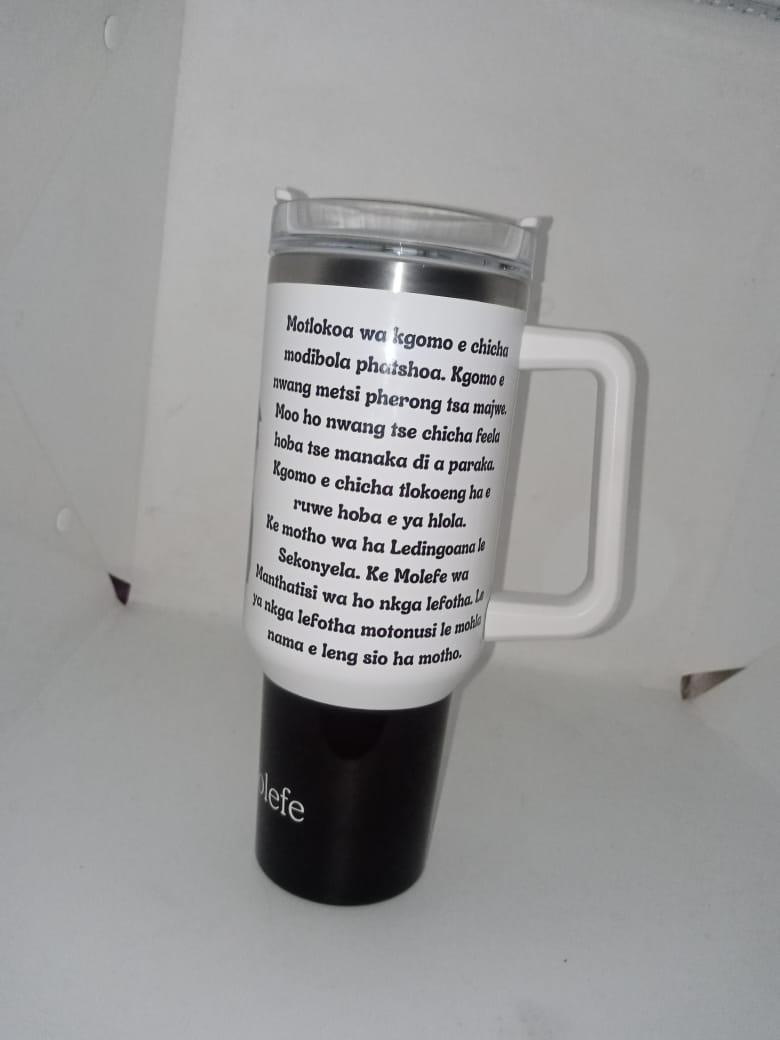 Motlokoa wa kgomo e chicha
modibola phatshoa. Kgomo e
nwang metsi pherong tsa majwe.
Moo ho nwang tse chicha feela
hoba tse manaka di a paraka.
Kgomo e chicha tlokoeng ha e
ruwe hoba e ya hlola.
Ke motho wa ha Ledingoana le
Sekonyela. Ke Molefe wa
Manthatisi wa ho nkga lefotha. Le
ya nkga lefotha motonusi le mohla
nama e leng sio ha motho.
olefe